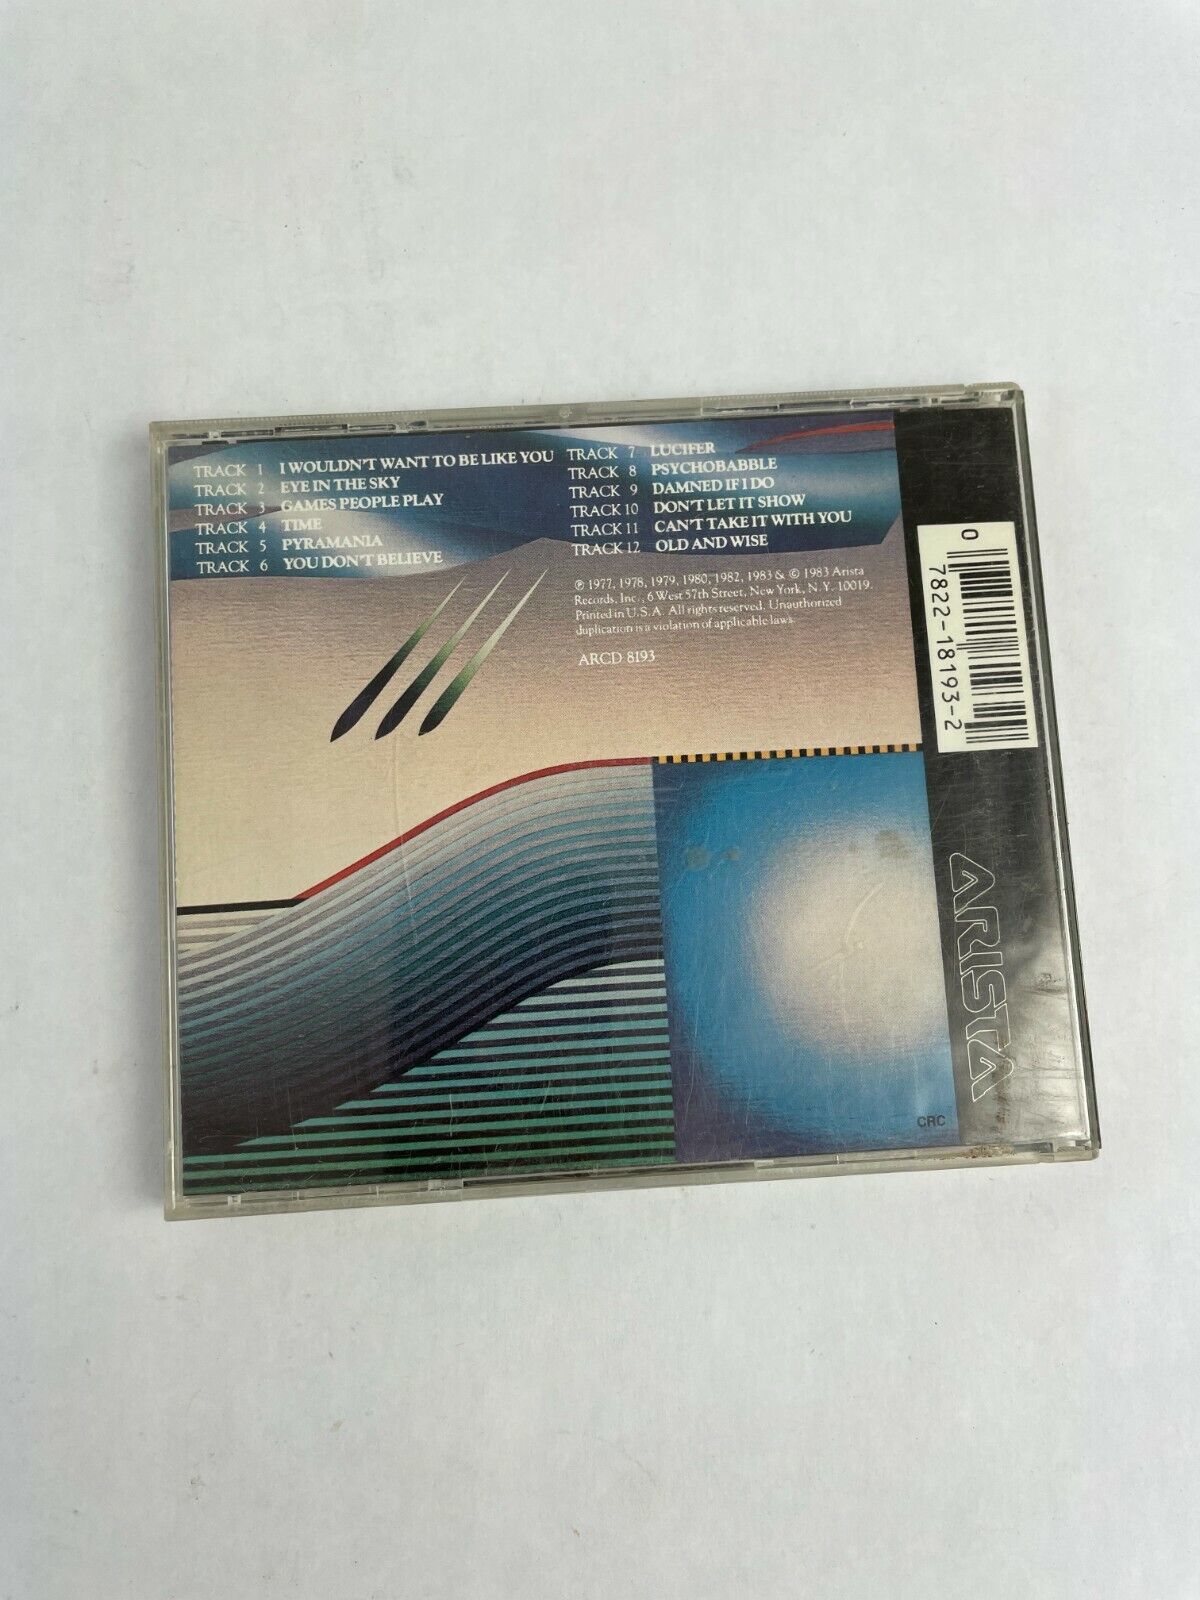 TRACK 1 I WOULDN'T WANT TO BE LIKE YOU
TRACK 2 EYE IN THE SKY
TRACK 3 GAMES PEOPLE PLAY
TRACK 4 TIME
TRACK 5 PYRAMANIA
TRACK 6 YOU DON'T BELIEVE
TRACK 7 LUCIFER
TRACK 8 PSYCHOBABBLE
TRACK 9 DAMNED IF I DO
TRACK 10 DON'T LET IT SHOW
TRACK 11 CAN'T TAKE IT WITH YOU
TRACK 12 OLD AND WISE
℗ 1977, 1978, 1979, 1980, 1982, 1983 & © 1983 Arista
Records, Inc., 6 West 57th Street, New York, N.Y. 10019.
Printed in U.S.A. All rights reserved. Unauthorized
duplication is a violation of applicable laws.
ARCD 8193
0 7822-18193-2
ARISTA
CRC